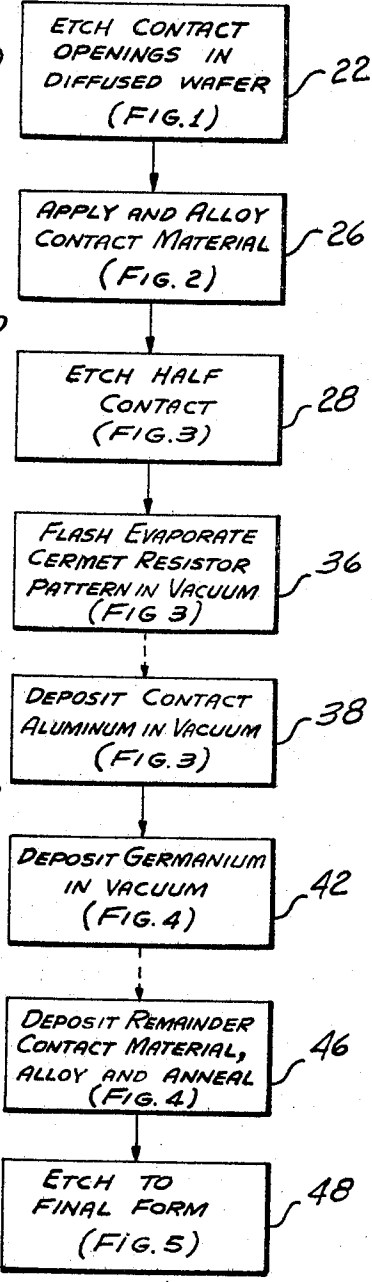 ETCH CONTACT
OPENINGS IN
DIFFUSED WAFER
(FIG.1)
22
APPLY AND ALLOY
CONTACT MATERIAL
(FIG.2)
26
ETCH HALF
CONTACT
(FIG.3)
28
FLASH EVAPORATE
CERMET RESISTOR
PATTERN IN VACUUM
(FIG 3)
36
DEPOSIT CONTACT
ALUMINUM IN VACUUM
(FIG.3)
38
DEPOSIT GERMANIUM
IN VACUUM
(FIG.4)
42
DEPOSIT REMAINDER
CONTACT MATERIAL,
ALLOY AND ANNEAL
(FIG.4)
46
ETCH TO
FINAL FORM
(FIG.5)
48